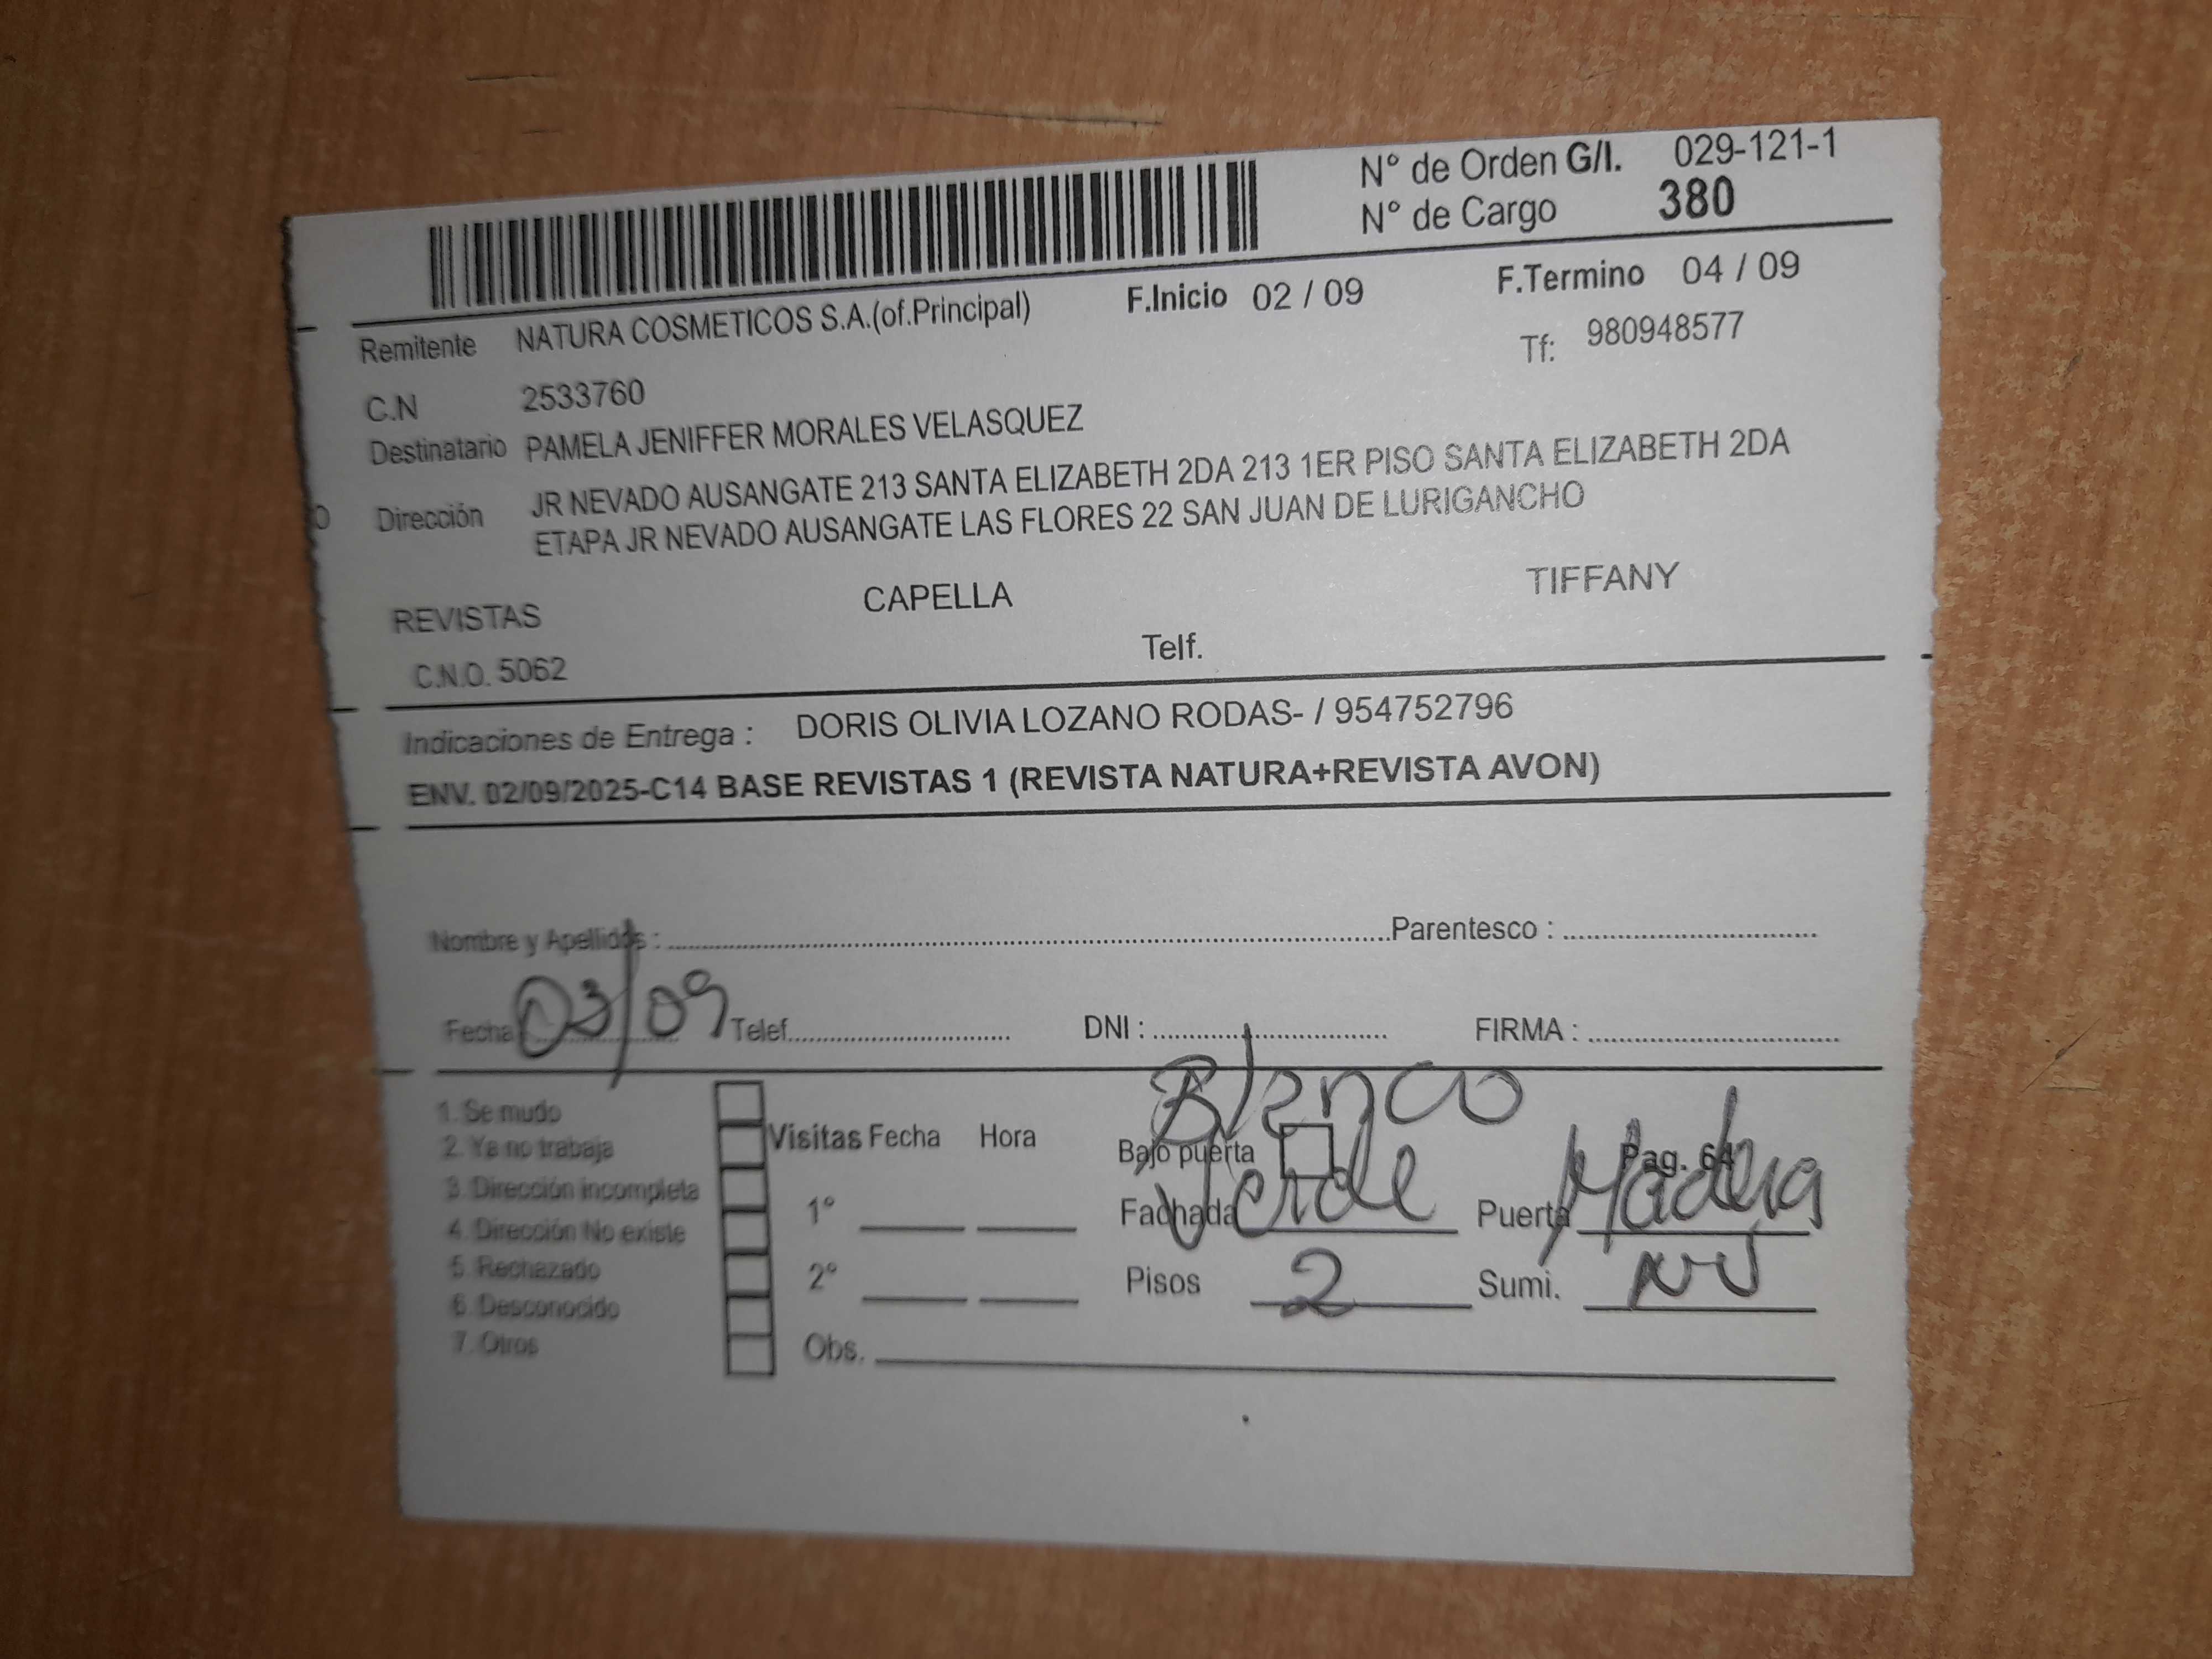 N° de Orden G/I. 029-121-1
N° de Cargo 380
Remitente NATURA COSMETICOS S.A.(of.Principal) F.Inicio 02 / 09 F.Termino 04 / 09
C.N 2533760 Tf: 980948577
Destinatario PAMELA JENIFFER MORALES VELASQUEZ
O Dirección JR NEVADO AUSANGATE 213 SANTA ELIZABETH 2DA 213 1ER PISO SANTA ELIZABETH 2DA
ETAPA JR NEVADO AUSANGATE LAS FLORES 22 SAN JUAN DE LURIGANCHO
REVISTAS CAPELLA TIFFANY
C.N.O. 5062 Telf.
Indicaciones de Entrega : DORIS OLIVIA LOZANO RODAS- / 954752796
ENV. 02/09/2025-C14 BASE REVISTAS 1 (REVISTA NATURA+REVISTA AVON)
Nombre y Apellidos : Parentesco :
Fecha 03/09 Telef. DNI : FIRMA :
1. Se mudo
2. Ya no trabaja
3. Dirección incompleta
4. Dirección No existe
5. Rechazado
6. Desconocido
7. Otros
Visitas Fecha Hora
1°
2°
Obs.
Blanco
Bajo puerta Pag. 64
Fachada Verde Puerta Madera
Pisos 2 Sumi.